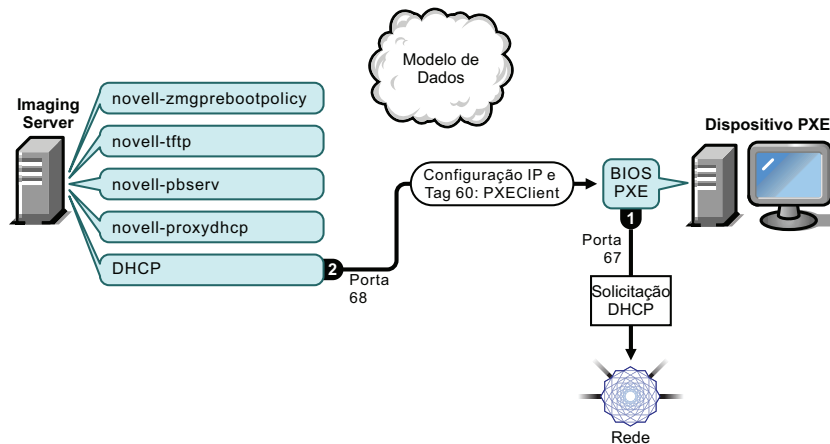 Modelo de
Dados
Imaging
Server
novell-zmgprebootpolicy
novell-tftp
novell-pbserv
novell-proxydhcp
DHCP
2
Porta
68
Configuração IP e
Tag 60: PXEClient
BIOS
PXE
1
Dispositivo PXE
Porta
67
Solicitação
DHCP
Rede